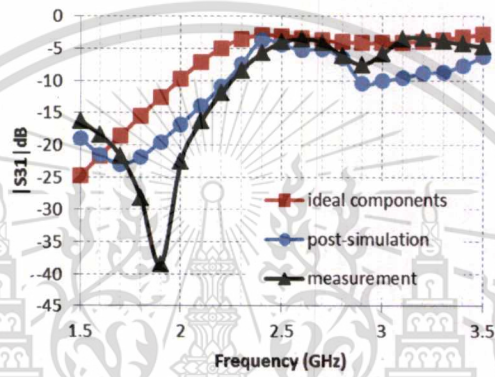 0
-5
-10
-15
-20
-25
-30
-35
-40
-45
|S31|dB
ideal components
post-simulation
measurement
1.5 2 2.5 3 3.5
Frequency (GHz)